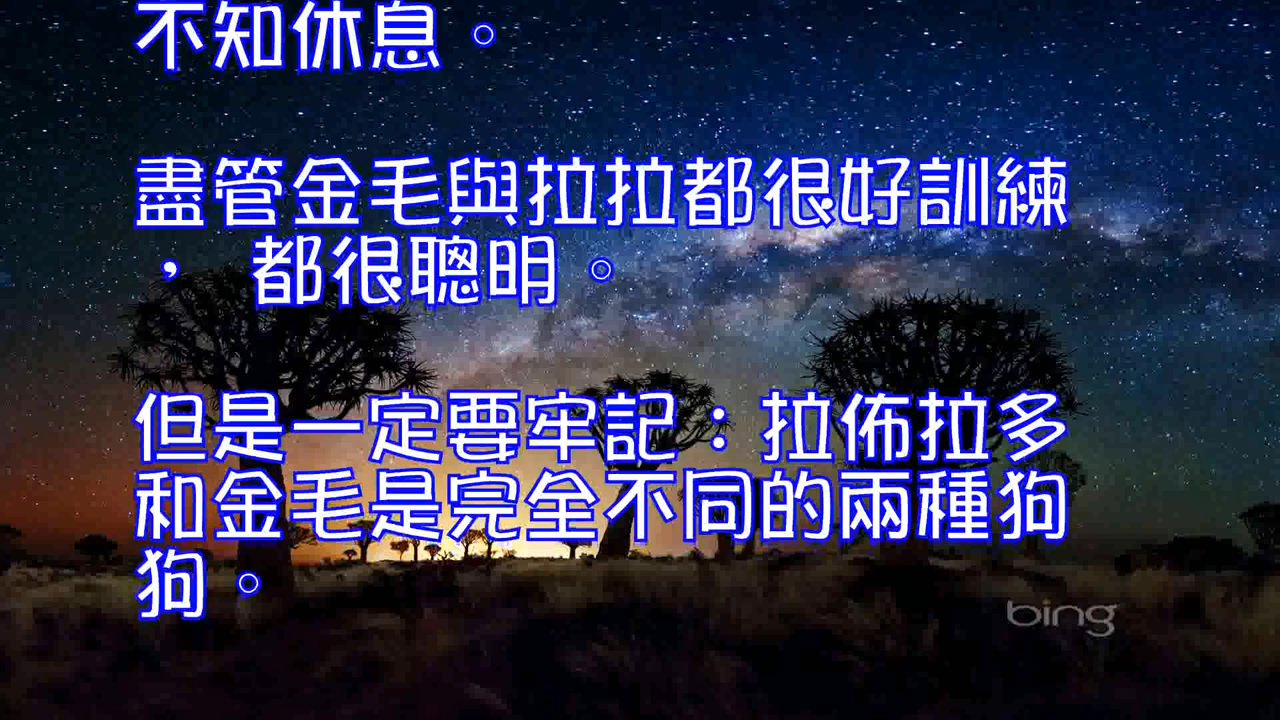 不知休息。
盡管金毛與拉拉都很好訓練
， 都很聰明。
但是一定要牢記：拉佈拉多
和金毛是完全不同的兩種狗
狗。
bing